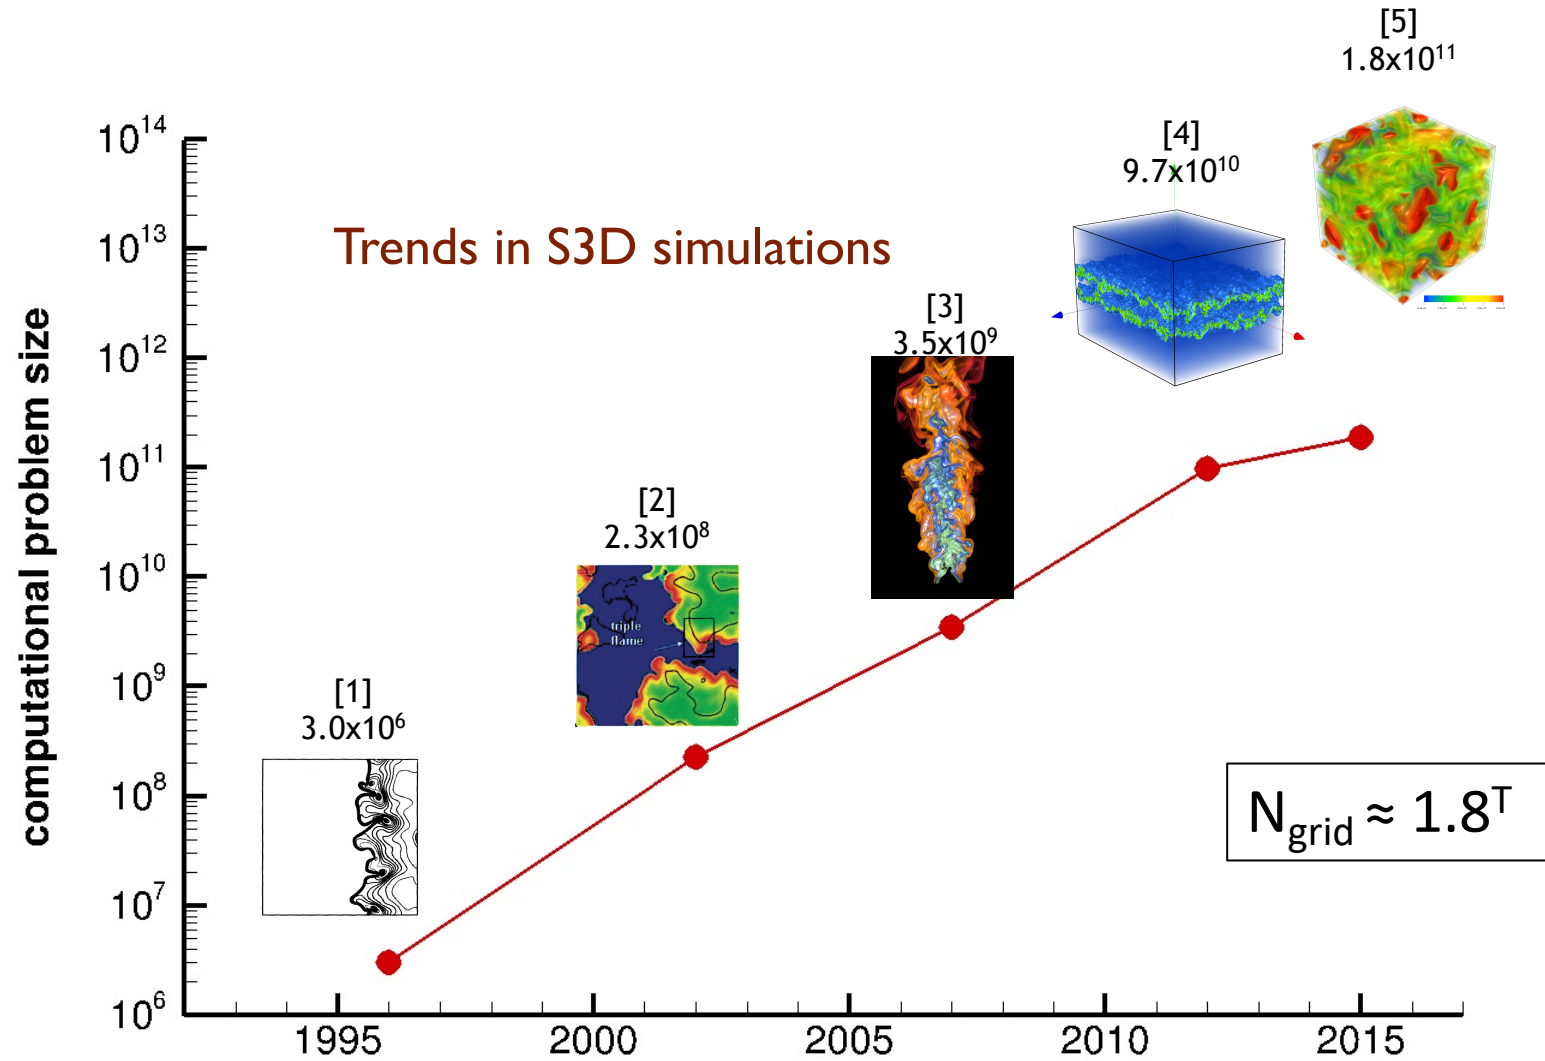 [5]
1.8x10¹¹
10¹⁴
[4]
9.7x10¹⁰
10¹³
Trends in S3D simulations
[3]
3.5x10⁹
10¹²
computational problem size
10¹¹
[2]
2.3x10⁸
10¹⁰
triple
flame
10⁹
[1]
3.0x10⁶
10⁸
N_grid ≈ 1.8ᵀ
10⁷
10⁶
1995 2000 2005 2010 2015